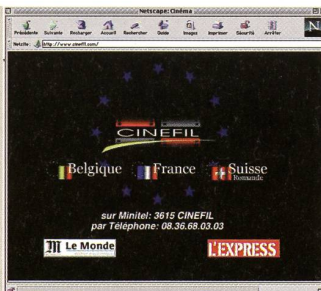 Netscape: Cinéma
Précédente Suivante Recharger Accueil Rechercher Guide Images Imprimer Sécurité Arrêter N
Netsite: http://www.cinefil.com/
CINEFIL
Belgique France Suisse
Romande
sur Minitel: 3615 CINEFIL
par Téléphone: 08.36.68.03.03
M Le Monde L'EXPRESS